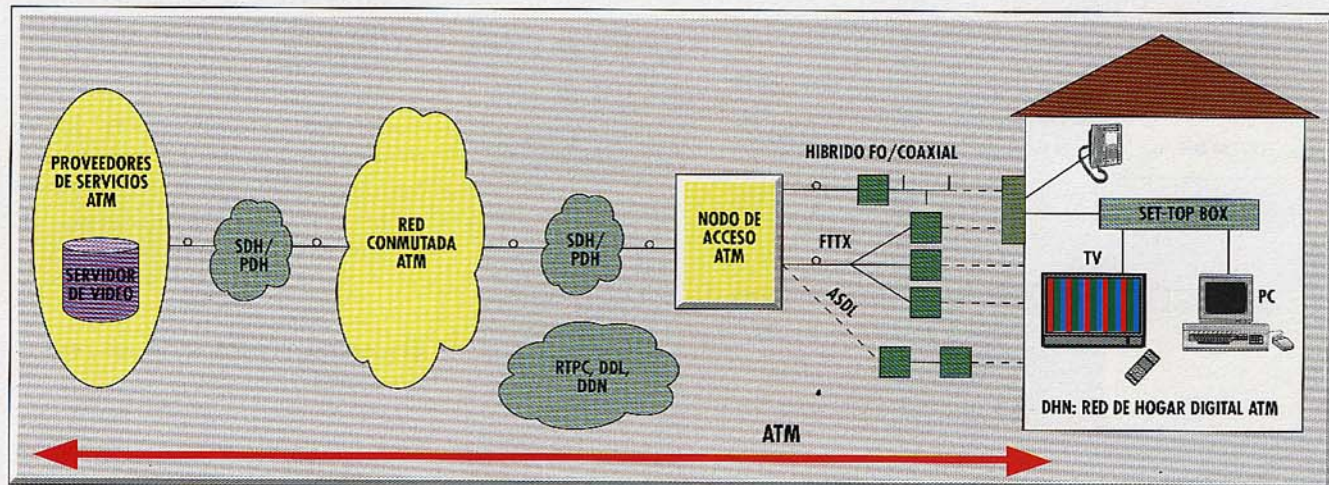 PROVEEDORES
DE SERVICIOS
ATM
SERVIDOR
DE VIDEO
SDH/
PDH
RED
CONMUTADA
ATM
SDH/
PDH
RTPC, DDL,
DDN
NODO DE
ACCESO
ATM
HIBRIDO FO/COAXIAL
FTTX
ASDL
SET-TOP BOX
TV
PC
DHN: RED DE HOGAR DIGITAL ATM
ATM